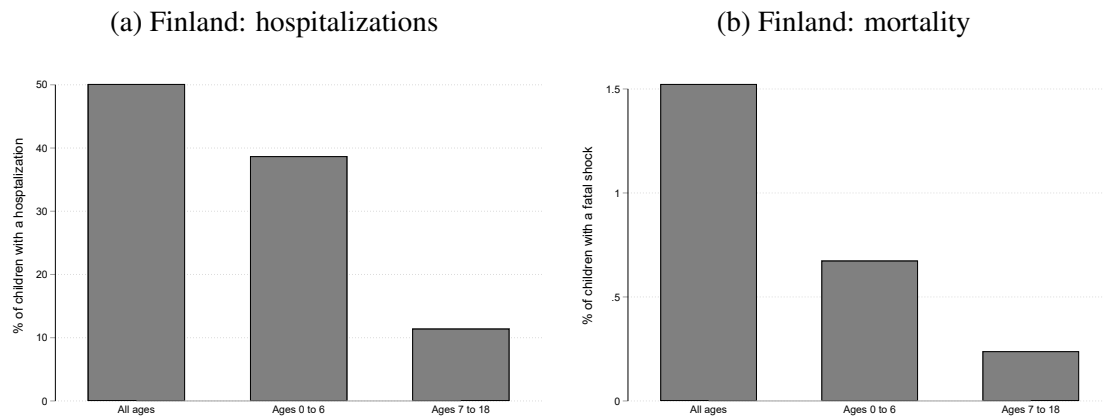 (a) Finland: hospitalizations
% of children with a hosptalization
50
40
30
20
10
0
All ages
Ages 0 to 6
Ages 7 to 18
(b) Finland: mortality
% of children with a fatal shock
1.5
1
.5
0
All ages
Ages 0 to 6
Ages 7 to 18